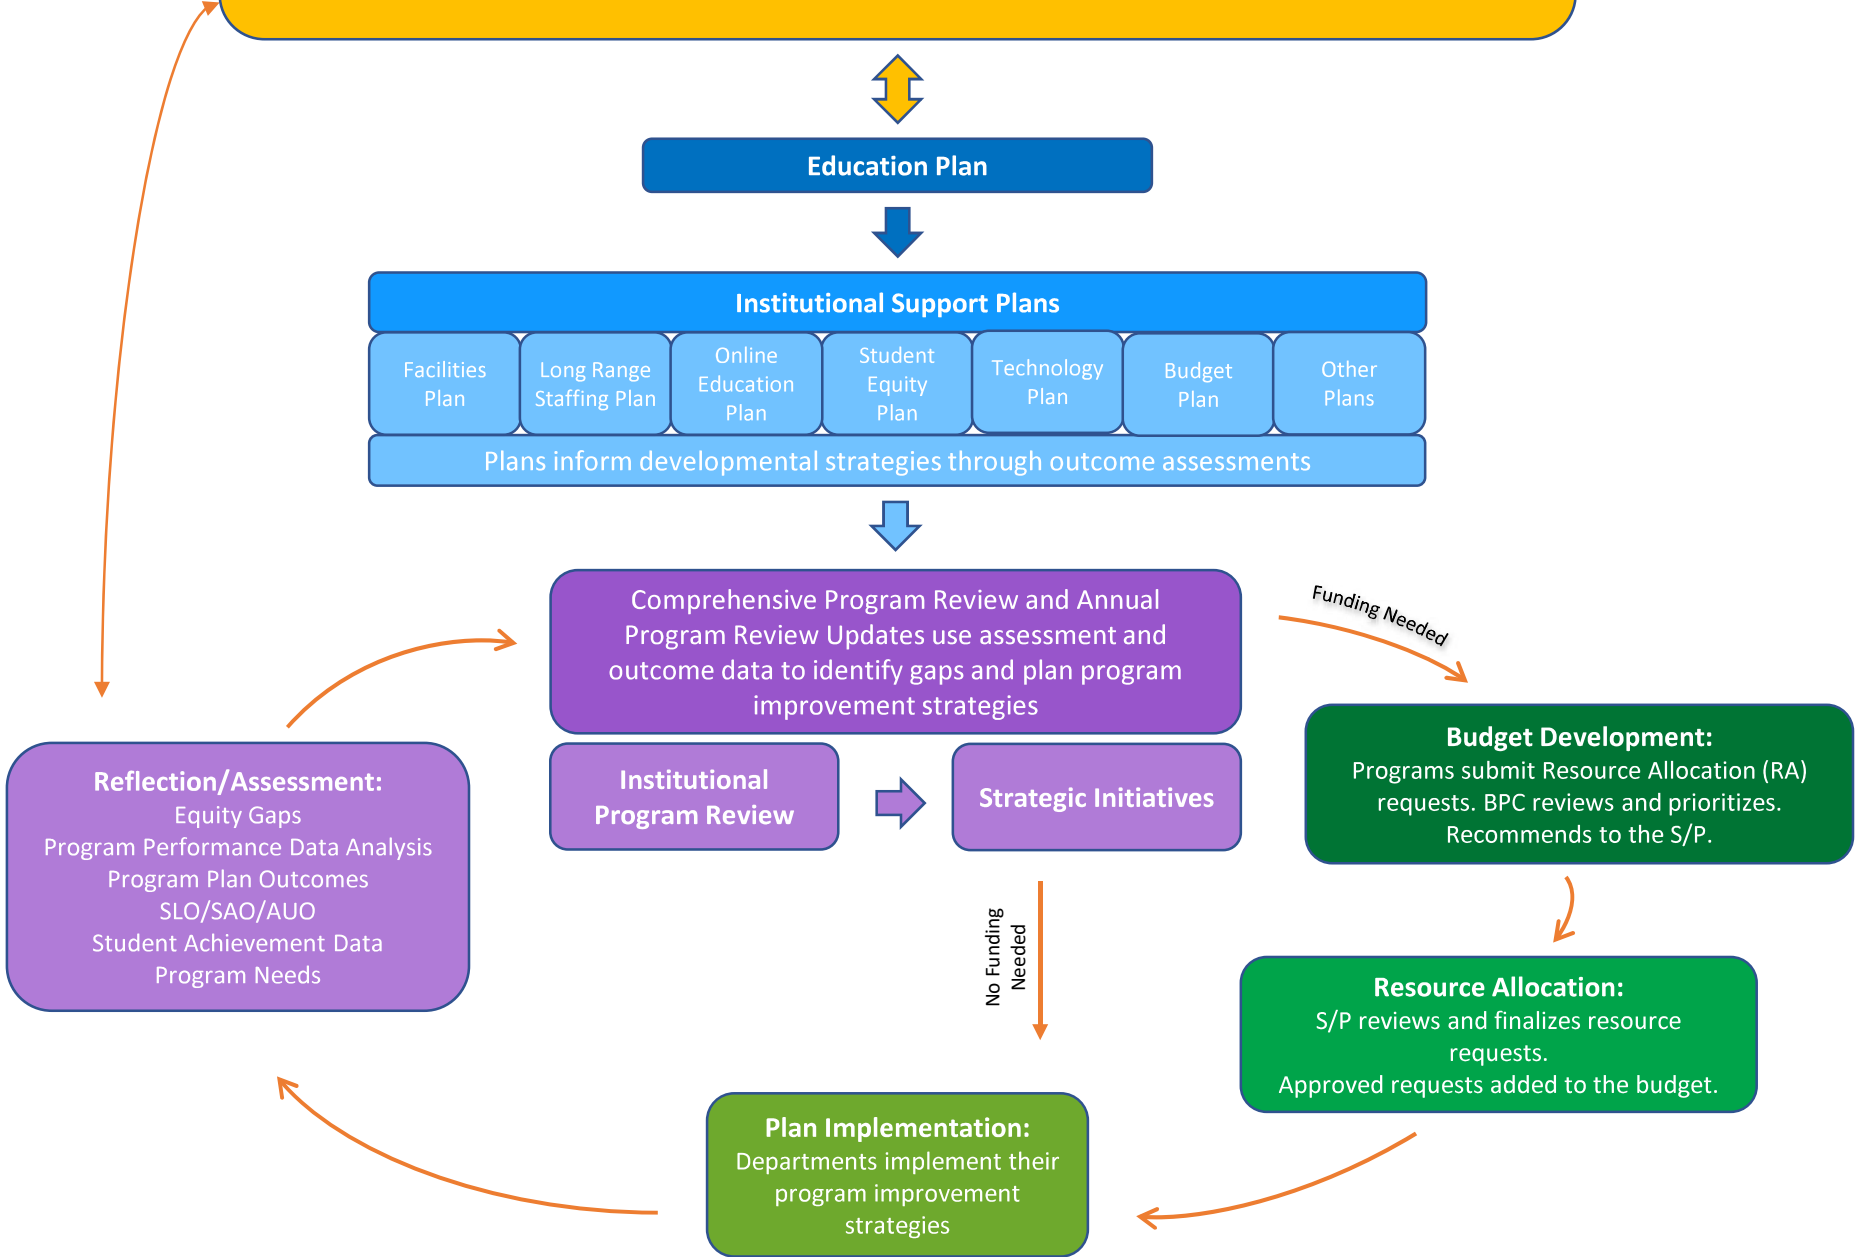 Education Plan
Institutional Support Plans
Facilities
Plan
Long Range
Staffing Plan
Online
Education
Plan
Student
Equity
Plan
Technology
Plan
Budget
Plan
Other
Plans
Plans inform developmental strategies through outcome assessments
Comprehensive Program Review and Annual
Program Review Updates use assessment and
outcome data to identify gaps and plan program
improvement strategies
Funding Needed
Institutional
Program Review
Strategic Initiatives
Budget Development:
Programs submit Resource Allocation (RA)
requests. BPC reviews and prioritizes.
Recommends to the S/P.
Reflection/Assessment:
Equity Gaps
Program Performance Data Analysis
Program Plan Outcomes
SLO/SAO/AUO
Student Achievement Data
Program Needs
No Funding
Needed
Resource Allocation:
S/P reviews and finalizes resource
requests.
Approved requests added to the budget.
Plan Implementation:
Departments implement their
program improvement
strategies